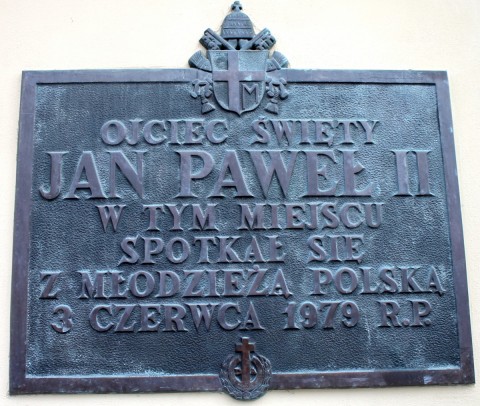 OJCIEC ŚWIĘTY
JAN PAWEŁ II
W TYM MIEJSCU
SPOTKAŁ SIĘ
Z MŁODZIEŻĄ POLSKĄ
3 CZERWCA 1979 R.P.